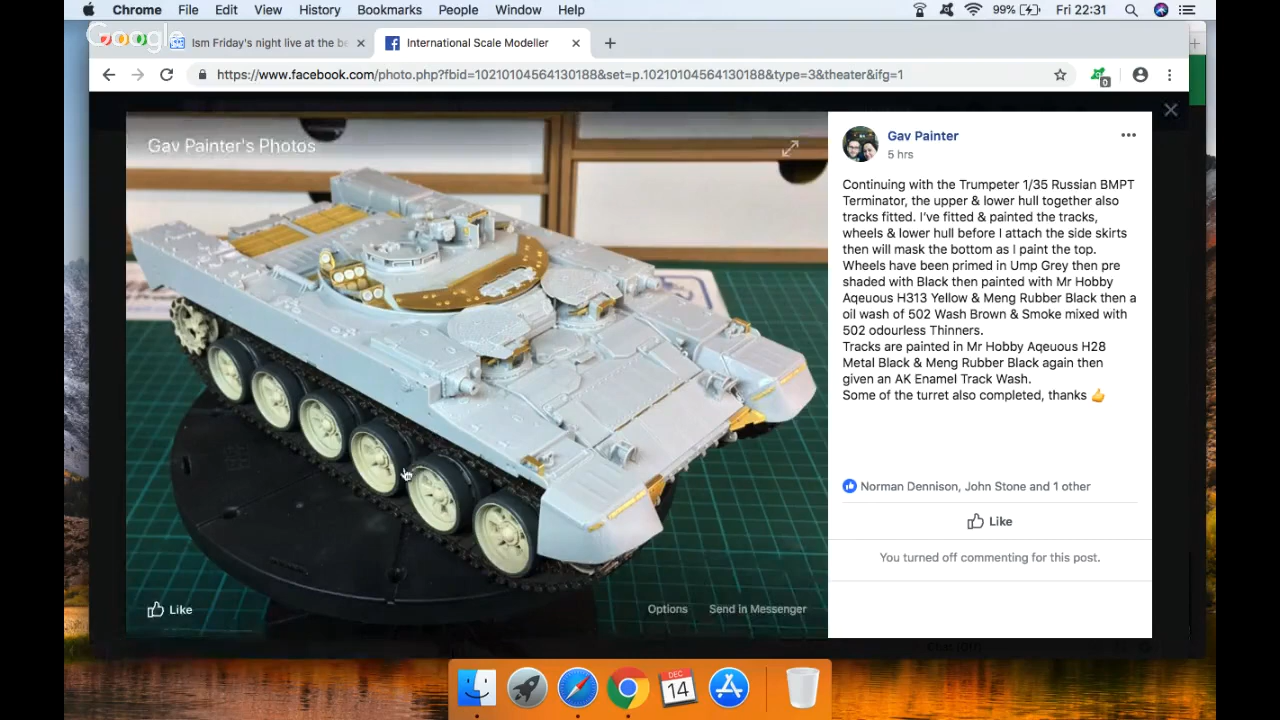 Chrome File Edit View History Bookmarks People Window Help 99% Fri 22:31
Google
Ism Friday's night live at the be
International Scale Modeller
https://www.facebook.com/photo.php?fbid=10210104564130188&set=p.10210104564130188&type=3&theater&ifg=1
0
Gav Painter's Photos
Gav Painter
5 hrs
Continuing with the Trumpeter 1/35 Russian BMPT
Terminator, the upper & lower hull together also
tracks fitted. I've fitted & painted the tracks,
wheels & lower hull before I attach the side skirts
then will mask the bottom as I paint the top.
Wheels have been primed in Ump Grey then pre
shaded with Black then painted with Mr Hobby
Aqeuous H313 Yellow & Meng Rubber Black then a
oil wash of 502 Wash Brown & Smoke mixed with
502 odourless Thinners.
Tracks are painted in Mr Hobby Aqeuous H28
Metal Black & Meng Rubber Black again then
given an AK Enamel Track Wash.
Some of the turret also completed, thanks 👍
Norman Dennison, John Stone and 1 other
Like
You turned off commenting for this post.
Like
Options
Send in Messenger
DEC
14